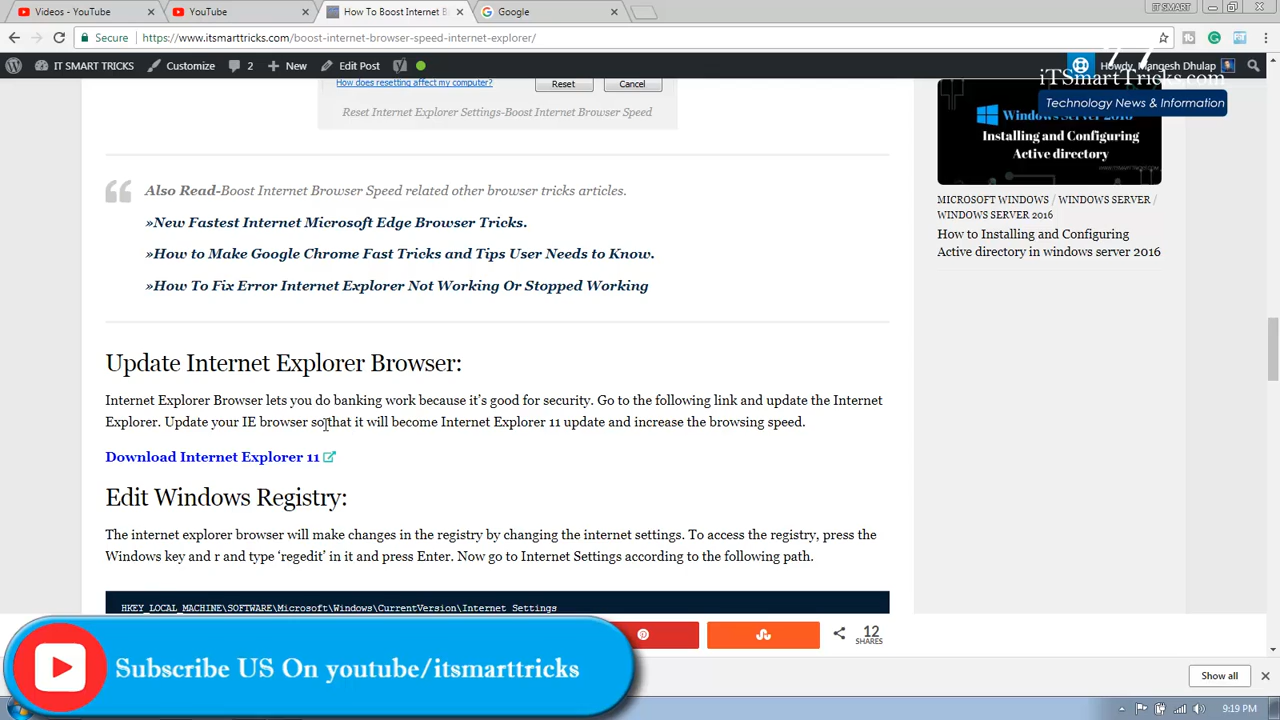 Videos - YouTube
YouTube
How To Boost Internet B
Google
IT SMART
Secure
https://www.itsmarttricks.com/boost-internet-browser-speed-internet-explorer/
IT SMART TRICKS
Customize
2
New
Edit Post
Howdy, Mangesh Dhulap
iTSmartTricks.com
Technology News & Information
How does resetting affect my computer?
Reset
Cancel
Reset Internet Explorer Settings-Boost Internet Browser Speed
Also Read-Boost Internet Browser Speed related other browser tricks articles.
»New Fastest Internet Microsoft Edge Browser Tricks.
»How to Make Google Chrome Fast Tricks and Tips User Needs to Know.
»How To Fix Error Internet Explorer Not Working Or Stopped Working
Windows Server 2016
Installing and Configuring
Active directory
MICROSOFT WINDOWS / WINDOWS SERVER /
WINDOWS SERVER 2016
How to Installing and Configuring
Active directory in windows server 2016
Update Internet Explorer Browser:
Internet Explorer Browser lets you do banking work because it's good for security. Go to the following link and update the Internet
Explorer. Update your IE browser so that it will become Internet Explorer 11 update and increase the browsing speed.
Download Internet Explorer 11
Edit Windows Registry:
The internet explorer browser will make changes in the registry by changing the internet settings. To access the registry, press the
Windows key and r and type ‘regedit’ in it and press Enter. Now go to Internet Settings according to the following path.
HKEY_LOCAL_MACHINE\SOFTWARE\Microsoft\Windows\CurrentVersion\Internet Settings
12
SHARES
Subscribe US On youtube/itsmarttricks
Show all
9:19 PM